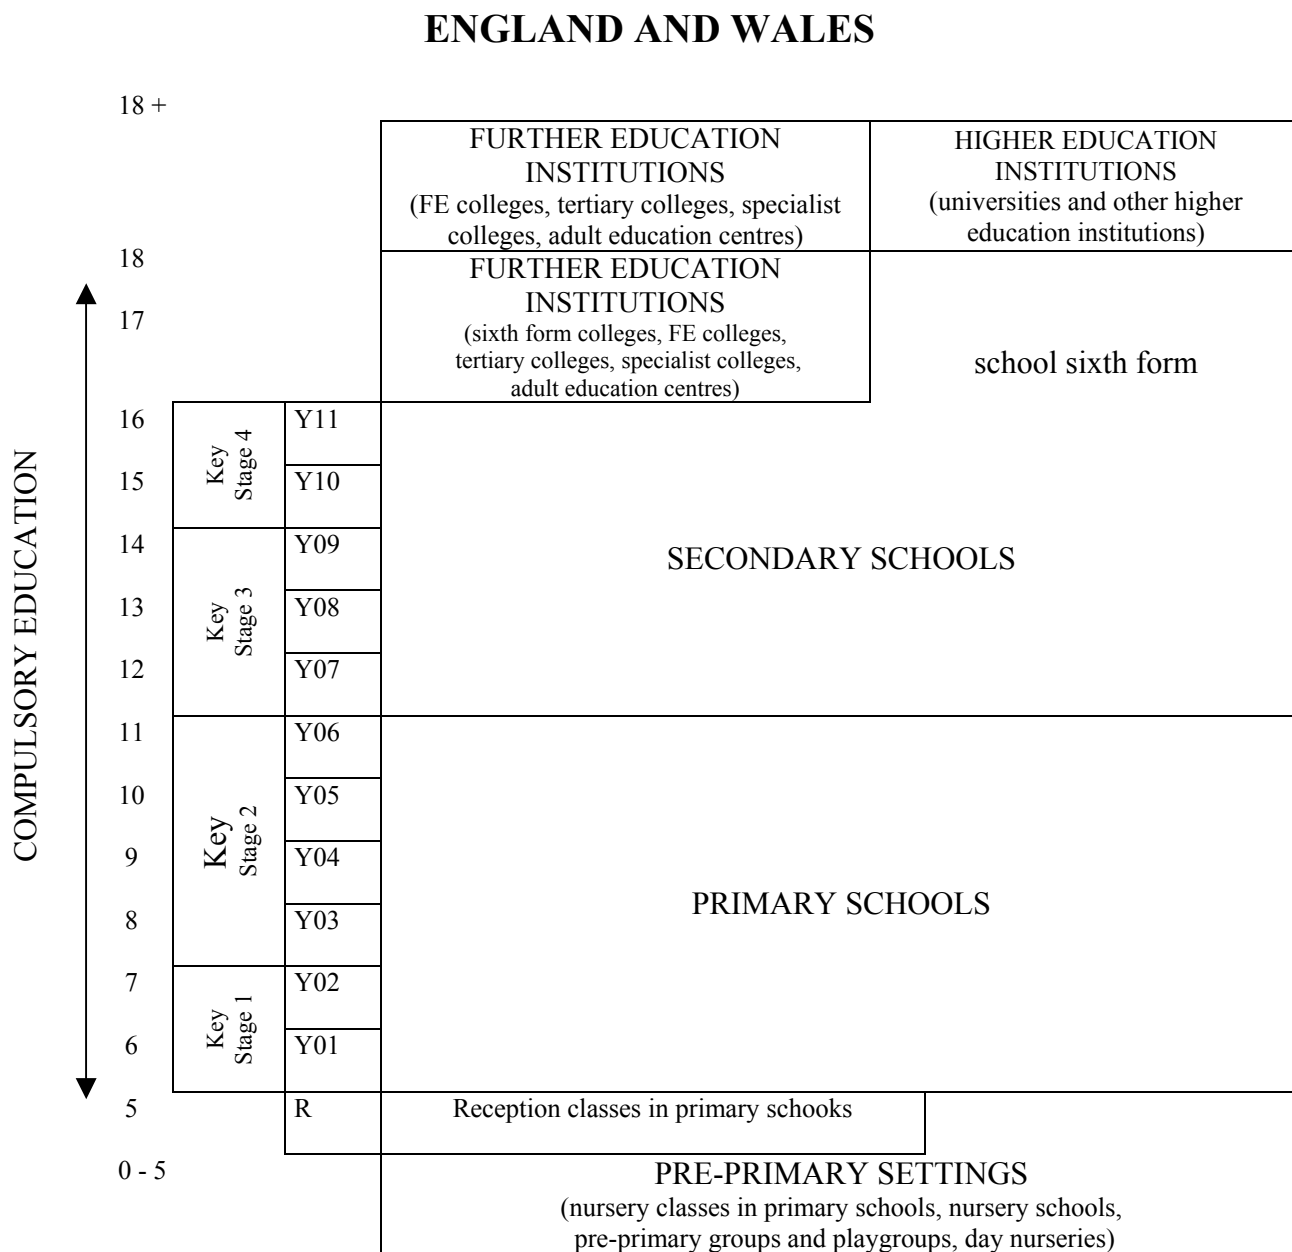 ENGLAND AND WALES
18 +
FURTHER EDUCATION
INSTITUTIONS
(FE colleges, tertiary colleges, specialist
colleges, adult education centres)
HIGHER EDUCATION
INSTITUTIONS
(universities and other higher
education institutions)
18
FURTHER EDUCATION
INSTITUTIONS
(sixth form colleges, FE colleges,
tertiary colleges, specialist colleges,
adult education centres)
17
school sixth form
COMPULSORY EDUCATION
16
Key
Stage 4
Y11
15
Y10
14
Key
Stage 3
Y09
SECONDARY SCHOOLS
13
Y08
12
Y07
11
Key
Stage 2
Y06
10
Y05
9
Y04
PRIMARY SCHOOLS
8
Y03
7
Key
Stage 1
Y02
6
Y01
5
R
Reception classes in primary schooks
0 - 5
PRE-PRIMARY SETTINGS
(nursery classes in primary schools, nursery schools,
pre-primary groups and playgroups, day nurseries)